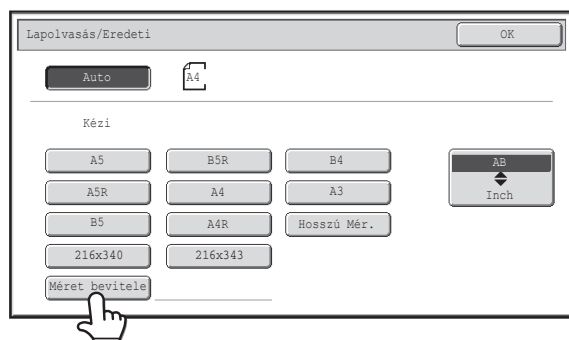 Lapolvasás/Eredeti OK
Auto A4
Kézi
A5 B5R B4 AB
A5R A4 A3 Inch
B5 A4R Hosszú Mér.
216x340 216x343
Méret bevitele